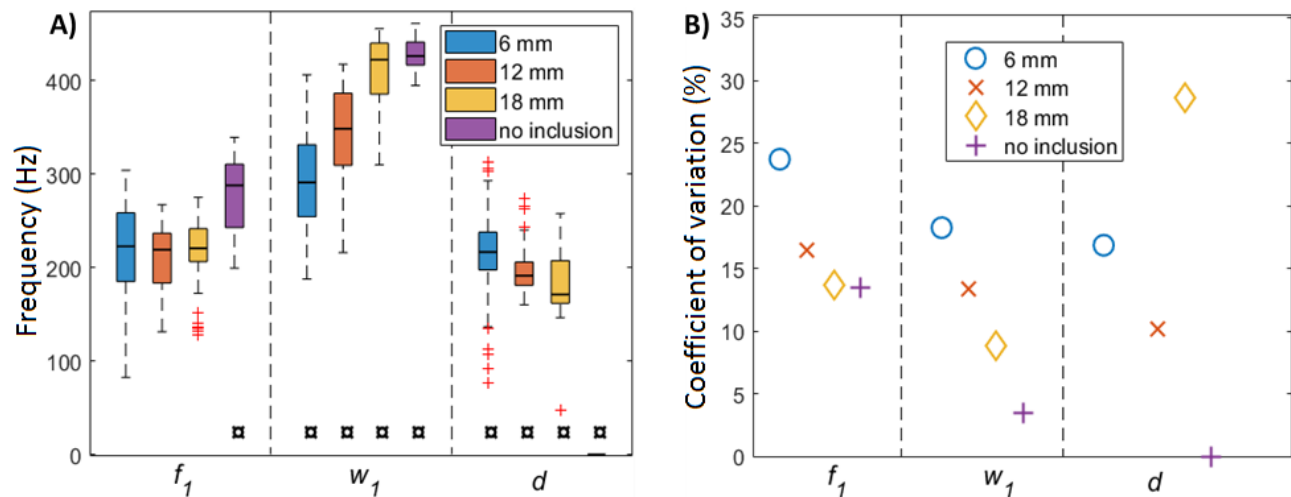 A)
Frequency (Hz)
400
300
200
100
0
6 mm
12 mm
18 mm
no inclusion
¤ ¤ ¤ ¤ ¤ ¤ ¤ ¤ ¤
f1 w1 d
B)
Coefficient of variation (%)
35
30
25
20
15
10
5
0
6 mm
12 mm
18 mm
no inclusion
f1 w1 d